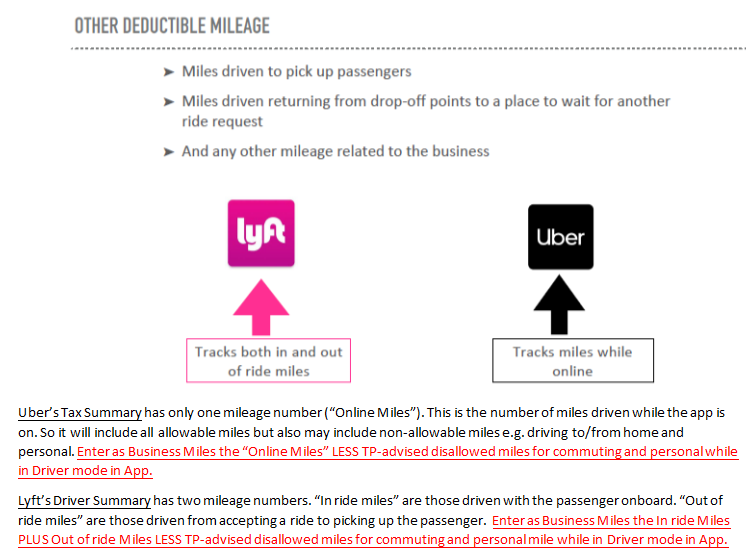 OTHER DEDUCTIBLE MILEAGE
➤ Miles driven to pick up passengers
➤ Miles driven returning from drop-off points to a place to wait for another
ride request
➤ And any other mileage related to the business
lyft
Uber
Tracks both in and out
of ride miles
Tracks miles while
online
Uber's Tax Summary has only one mileage number (“Online Miles”). This is the number of miles driven while the app is
on. So it will include all allowable miles but also may include non-allowable miles e.g. driving to/from home and
personal. Enter as Business Miles the “Online Miles” LESS TP-advised disallowed miles for commuting and personal while
in Driver mode in App.
Lyft's Driver Summary has two mileage numbers. “In ride miles” are those driven with the passenger onboard. “Out of
ride miles” are those driven from accepting a ride to picking up the passenger. Enter as Business Miles the In ride Miles
PLUS Out of ride Miles LESS TP-advised disallowed miles for commuting and personal mile while in Driver mode in App.